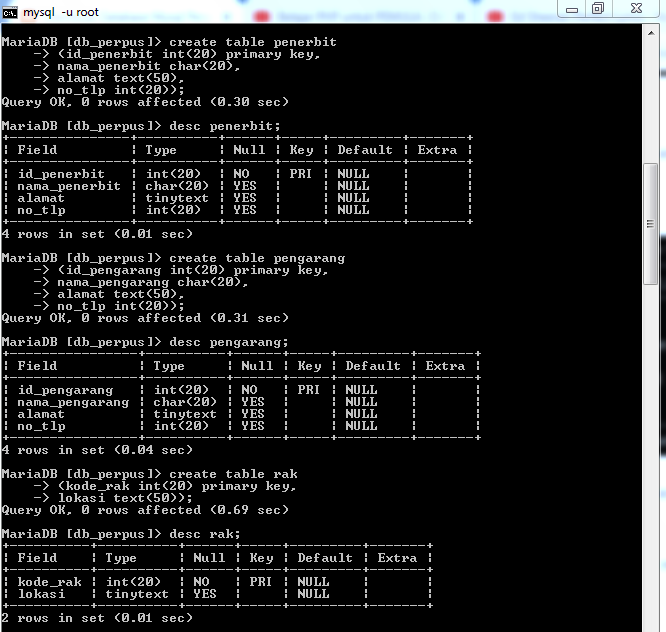 mysql -u root
MariaDB [db_perpus]> create table penerbit
    -> (id_penerbit int(20) primary key,
    -> nama_penerbit char(20),
    -> alamat text(50),
    -> no_tlp int(20));
Query OK, 0 rows affected (0.30 sec)
MariaDB [db_perpus]> desc penerbit;
+---------------+----------+------+-----+---------+-------+
| Field         | Type     | Null | Key | Default | Extra |
+---------------+----------+------+-----+---------+-------+
| id_penerbit   | int(20)  | NO   | PRI | NULL    |       |
| nama_penerbit | char(20) | YES  |     | NULL    |       |
| alamat        | tinytext | YES  |     | NULL    |       |
| no_tlp        | int(20)  | YES  |     | NULL    |       |
+---------------+----------+------+-----+---------+-------+
4 rows in set (0.01 sec)
MariaDB [db_perpus]> create table pengarang
    -> (id_pengarang int(20) primary key,
    -> nama_pengarang char(20),
    -> alamat text(50),
    -> no_tlp int(20));
Query OK, 0 rows affected (0.31 sec)
MariaDB [db_perpus]> desc pengarang;
+----------------+----------+------+-----+---------+-------+
| Field          | Type     | Null | Key | Default | Extra |
+----------------+----------+------+-----+---------+-------+
| id_pengarang   | int(20)  | NO   | PRI | NULL    |       |
| nama_pengarang | char(20) | YES  |     | NULL    |       |
| alamat         | tinytext | YES  |     | NULL    |       |
| no_tlp         | int(20)  | YES  |     | NULL    |       |
+----------------+----------+------+-----+---------+-------+
4 rows in set (0.04 sec)
MariaDB [db_perpus]> create table rak
    -> (kode_rak int(20) primary key,
    -> lokasi text(50));
Query OK, 0 rows affected (0.69 sec)
MariaDB [db_perpus]> desc rak;
+----------+----------+------+-----+---------+-------+
| Field    | Type     | Null | Key | Default | Extra |
+----------+----------+------+-----+---------+-------+
| kode_rak | int(20)  | NO   | PRI | NULL    |       |
| lokasi   | tinytext | YES  |     | NULL    |       |
+----------+----------+------+-----+---------+-------+
2 rows in set (0.01 sec)